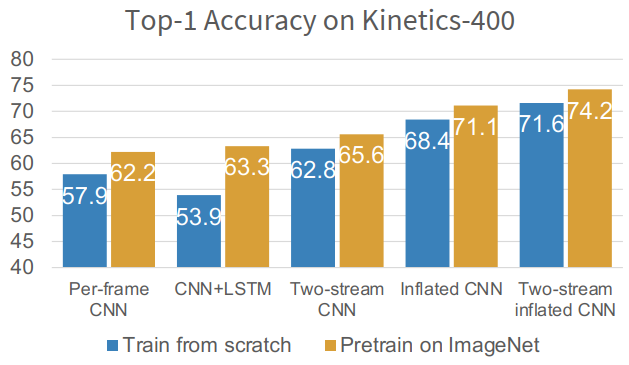 Top-1 Accuracy on Kinetics-400
80
75
70
65
60
55
50
45
40
57.9
62.2
53.9
63.3
62.8
65.6
68.4
71.1
71.6
74.2
Per-frame
CNN
CNN+LSTM
Two-stream
CNN
Inflated CNN
Two-stream
inflated CNN
Train from scratch
Pretrain on ImageNet